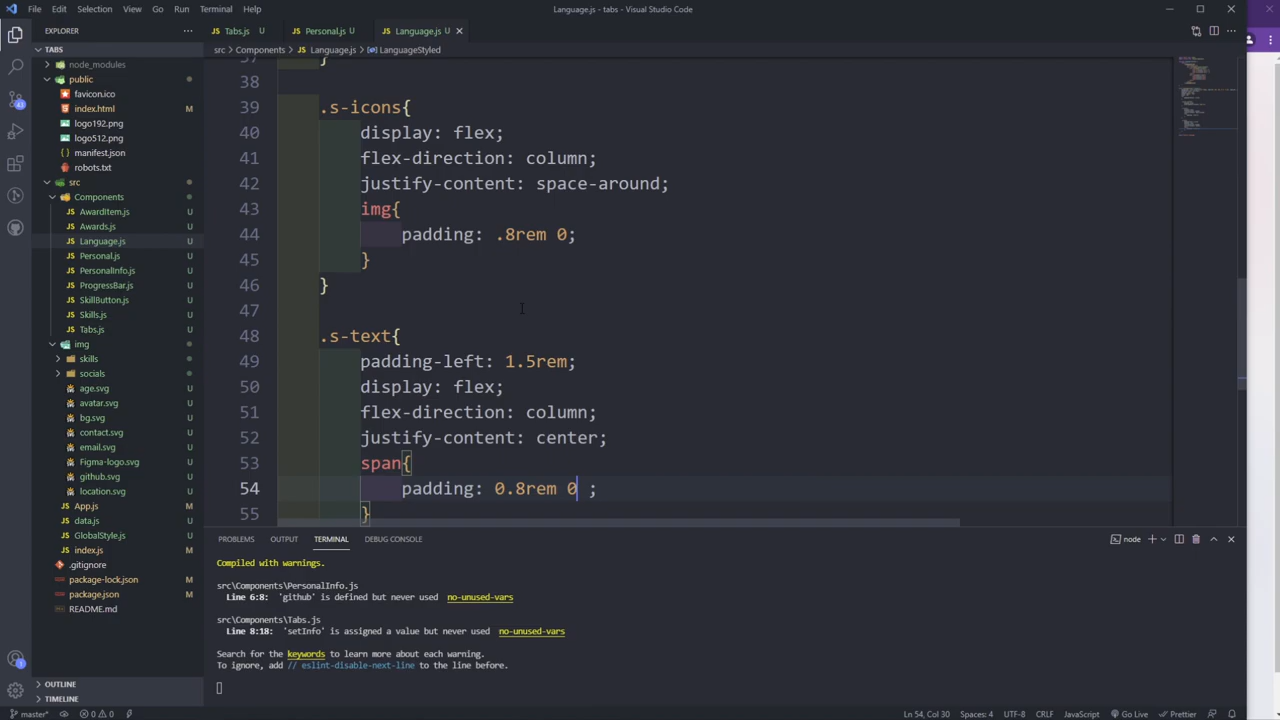 File Edit Selection View Go Run Terminal Help
Language.js - tabs - Visual Studio Code
EXPLORER
Tabs.js U
Personal.js U
Language.js U
TABS
src > Components > Language.js > LanguageStyled
node_modules
public
favicon.ico
index.html M
logo192.png
logo512.png
manifest.json
robots.txt
src
Components
AwardItem.js U
Awards.js U
Language.js U
Personal.js U
PersonalInfo.js U
ProgressBar.js U
SkillButton.js U
Skills.js U
Tabs.js U
img
skills
socials
age.svg U
avatar.svg U
bg.svg U
contact.svg U
email.svg U
Figma-logo.svg U
github.svg U
location.svg U
App.js M
data.js U
GlobalStyle.js U
index.js M
.gitignore
package-lock.json M
package.json M
README.md
OUTLINE
TIMELINE
37 }
38
39 .s-icons{
40 display: flex;
41 flex-direction: column;
42 justify-content: space-around;
43 img{
44 padding: .8rem 0;
45 }
46 }
47
48 .s-text{
49 padding-left: 1.5rem;
50 display: flex;
51 flex-direction: column;
52 justify-content: center;
53 span{
54 padding: 0.8rem 0 ;
55 }
PROBLEMS OUTPUT TERMINAL DEBUG CONSOLE
node
Compiled with warnings.
src\Components\PersonalInfo.js
Line 6:8: 'github' is defined but never used no-unused-vars
src\Components\Tabs.js
Line 8:18: 'setInfo' is assigned a value but never used no-unused-vars
Search for the keywords to learn more about each warning.
To ignore, add // eslint-disable-next-line to the line before.
master* 0 0
Ln 54, Col 30 Spaces: 4 UTF-8 CRLF JavaScript Go Live Prettier